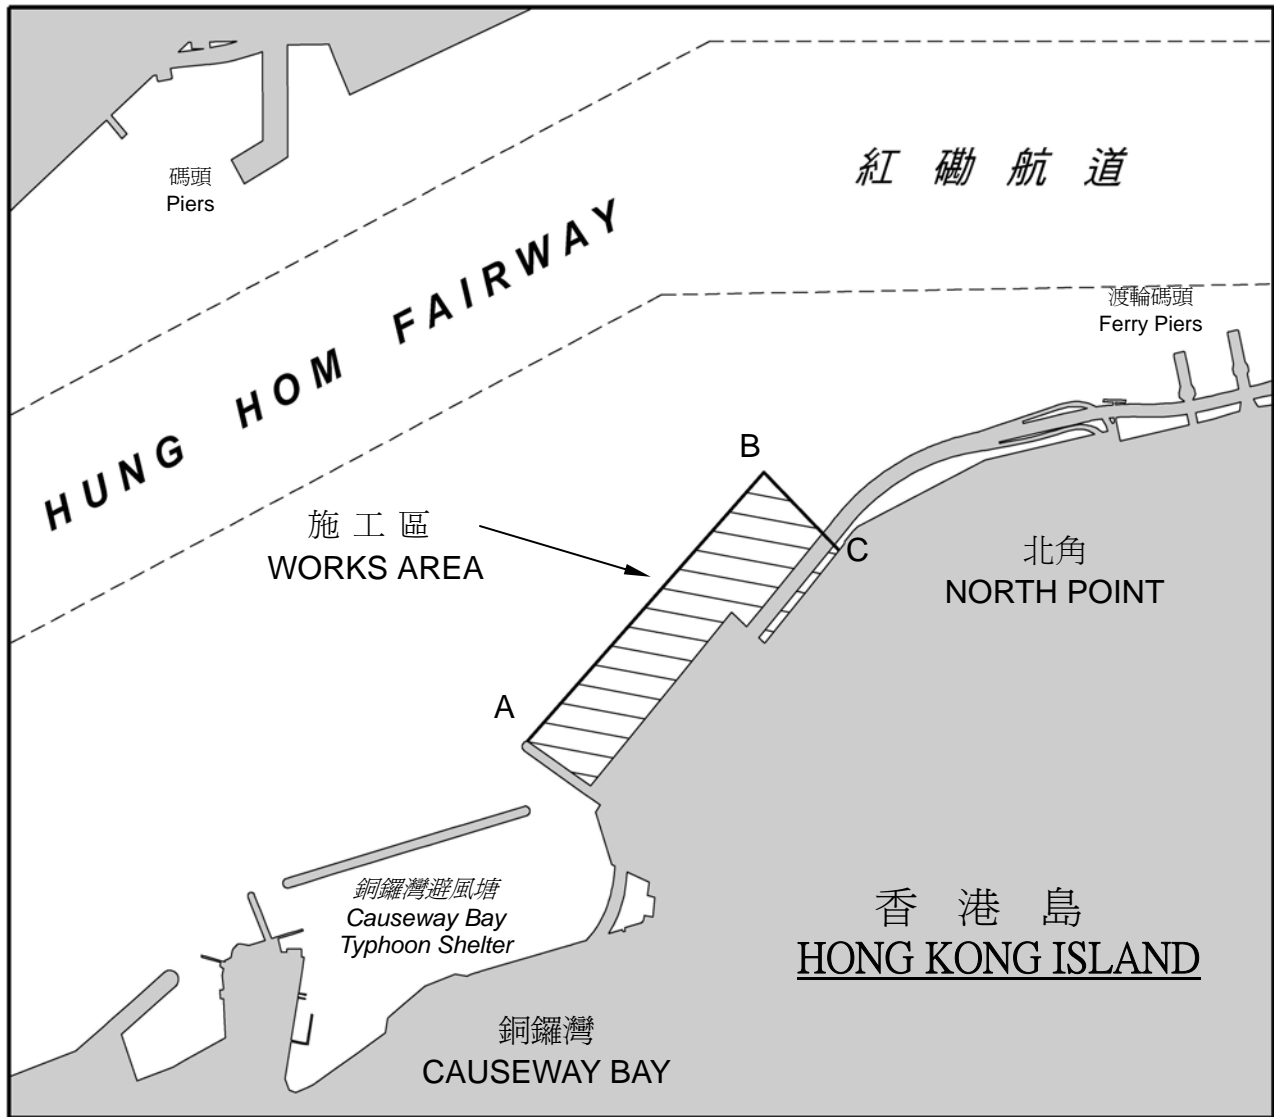 碼頭
Piers
紅磡航道
HUNG HOM FAIRWAY
渡輪碼頭
Ferry Piers
B
施工區
WORKS AREA
C
北角
NORTH POINT
A
銅鑼灣避風塘
Causeway Bay
Typhoon Shelter
香港島
HONG KONG ISLAND
銅鑼灣
CAUSEWAY BAY